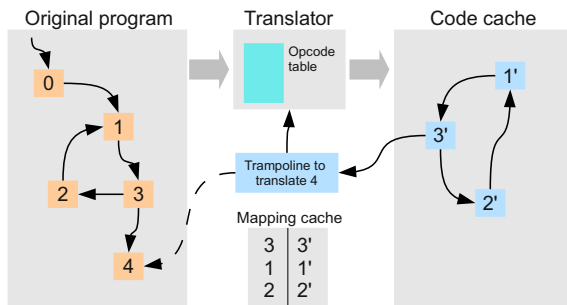 Original program
Translator
Code cache
Opcode
table
0
1
2
3
4
1'
3'
2'
Trampoline to
translate 4
Mapping cache
3 3'
1 1'
2 2'